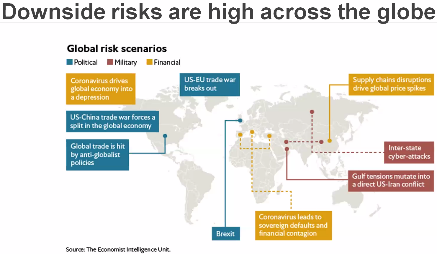 Downside risks are high across the globe
Global risk scenarios
Political Military Financial
Coronavirus drives
global economy into
a depression
US-EU trade war
breaks out
Supply chains disruptions
drive global price spikes
US-China trade war forces a
split in the global economy
Global trade is hit
by anti-globalist
policies
Inter-state
cyber-attacks
Gulf tensions mutate into
a direct US-Iran conflict
Brexit
Coronavirus leads to
sovereign defaults and
financial contagion
Source: The Economist Intelligence Unit.